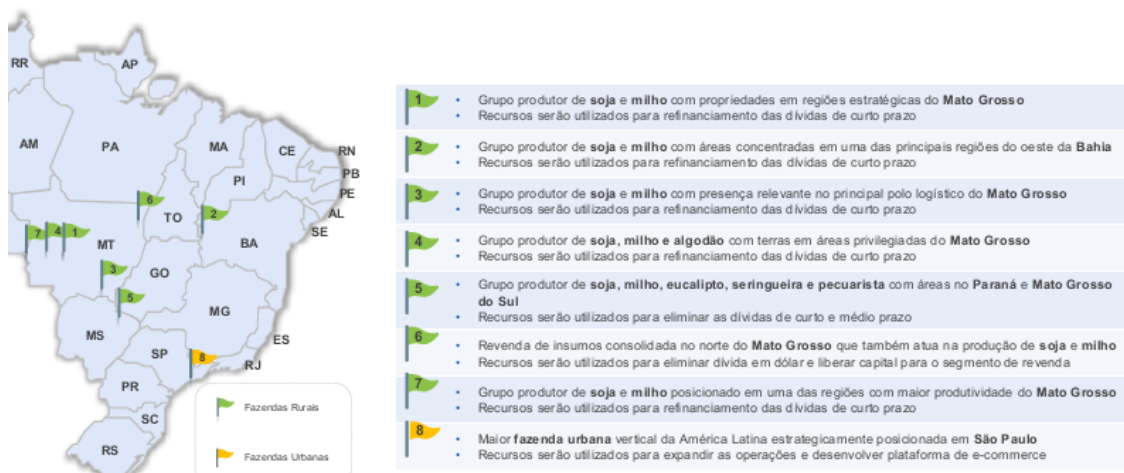 RR
AP
AM
PA
MA
CE
RN
PB
PI
PE
AL
SE
6
TO
2
7
4
1
MT
BA
3
GO
5
MG
MS
ES
SP
8
RJ
PR
SC
RS
Fazendas Rurais
Fazendas Urbanas
1
• Grupo produtor de soja e milho com propriedades em regiões estratégicas do Mato Grosso
• Recursos serão utilizados para refinanciamento das dívidas de curto prazo
2
• Grupo produtor de soja e milho com áreas concentradas em uma das principais regiões do oeste da Bahia
• Recursos serão utilizados para refinanciamento das dívidas de curto prazo
3
• Grupo produtor de soja e milho com presença relevante no principal polo logístico do Mato Grosso
• Recursos serão utilizados para refinanciamento das dívidas de curto prazo
4
• Grupo produtor de soja, milho e algodão com terras em áreas privilegiadas do Mato Grosso
• Recursos serão utilizados para refinanciamento das dívidas de curto prazo
5
• Grupo produtor de soja, milho, eucalipto, seringueira e pecuarista com áreas no Paraná e Mato Grosso
do Sul
• Recursos serão utilizados para eliminar as dívidas de curto e médio prazo
6
• Revenda de insumos consolidada no norte do Mato Grosso que também atua na produção de soja e milho
• Recursos serão utilizados para eliminar dívida em dólar e liberar capital para o segmento de revenda
7
• Grupo produtor de soja e milho posicionado em uma das regiões com maior produtividade do Mato Grosso
• Recursos serão utilizados para refinanciamento das dívidas de curto prazo
8
• Maior fazenda urbana vertical da América Latina estrategicamente posicionada em São Paulo
• Recursos serão utilizados para expandir as operações e desenvolver plataforma de e-commerce